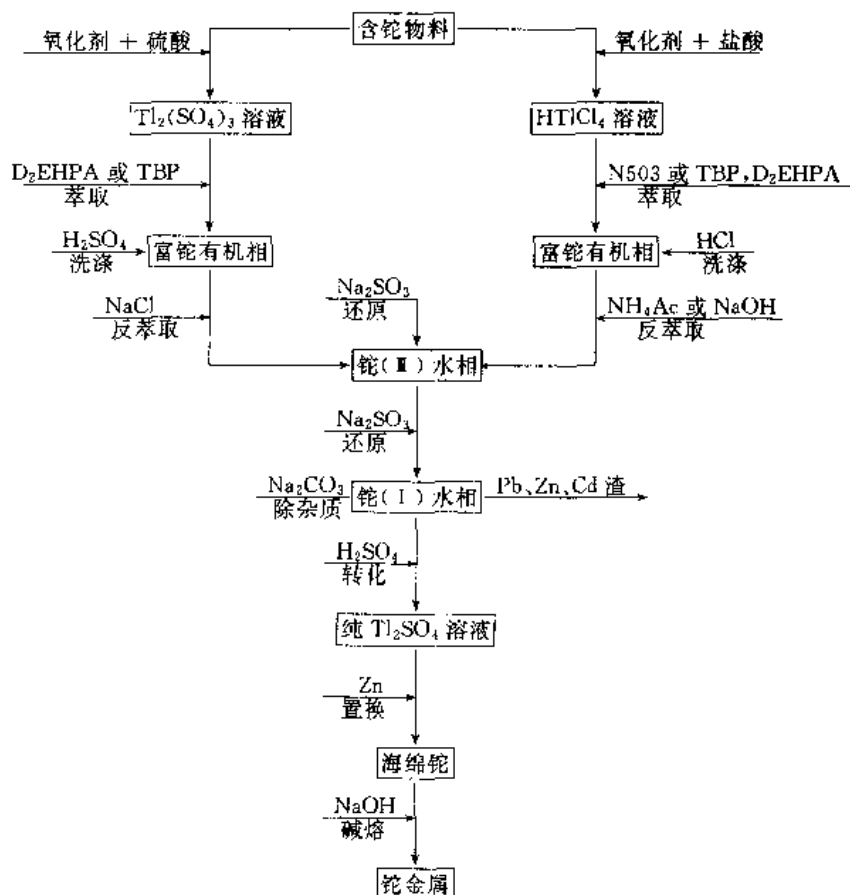 含铊物料
氧化剂 + 硫酸
氧化剂 + 盐酸
Tl₂(SO₄)₃ 溶液
HTlCl₄ 溶液
D₂EHPA 或 TBP
萃取
N503 或 TBP,D₂EHPA
萃取
H₂SO₄
洗涤
富铊有机相
富铊有机相
HCl
洗涤
NaCl
反萃取
Na₂SO₃
还原
NH₄Ac 或 NaOH
反萃取
铊(Ⅲ)水相
Na₂SO₃
还原
Na₂CO₃
除杂质
铊(Ⅰ)水相
Pb、Zn、Cd 渣
H₂SO₄
转化
纯 Tl₂SO₄ 溶液
Zn
置换
海绵铊
NaOH
碱熔
铊金属